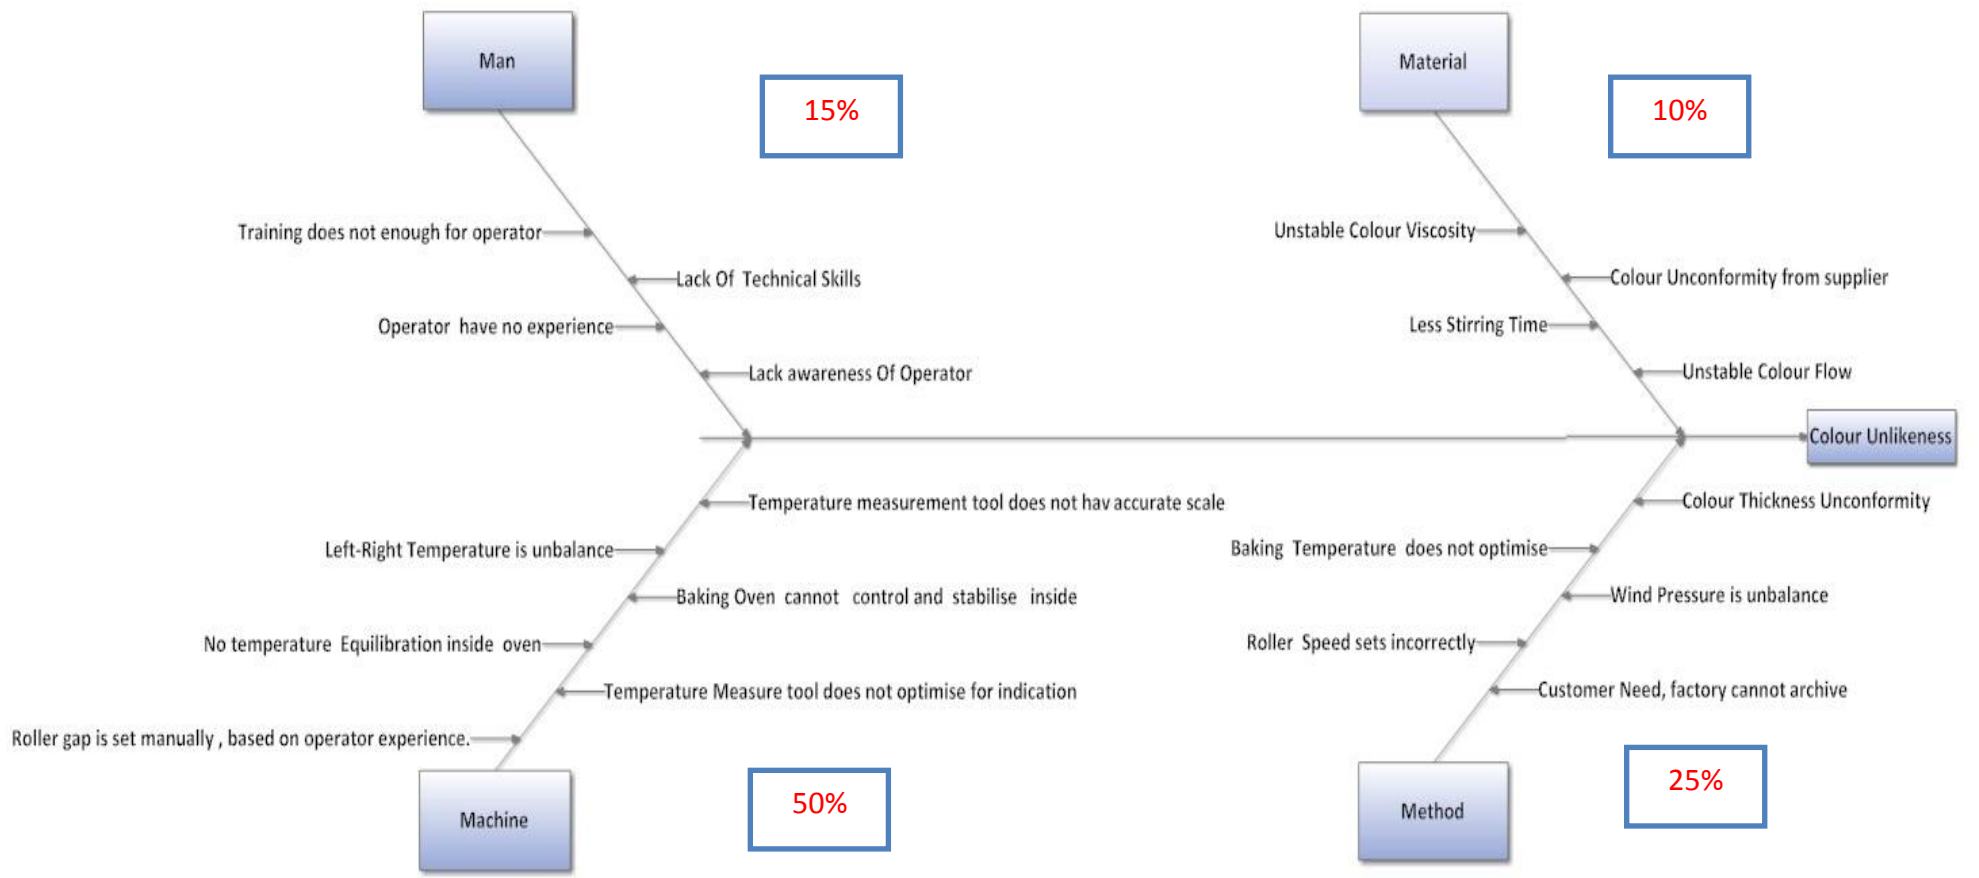 Man
Material
15%
10%
Training does not enough for operator
Unstable Colour Viscosity
Lack Of Technical Skills
Colour Unconformity from supplier
Operator have no experience
Less Stirring Time
Lack awareness Of Operator
Unstable Colour Flow
Colour Unlikeness
Temperature measurement tool does not hav accurate scale
Colour Thickness Unconformity
Left-Right Temperature is unbalance
Baking Temperature does not optimise
Baking Oven cannot control and stabilise inside
Wind Pressure is unbalance
No temperature Equilibration inside oven
Roller Speed sets incorrectly
Temperature Measure tool does not optimise for indication
Customer Need, factory cannot archive
Roller gap is set manually , based on operator experience.
50%
25%
Machine
Method